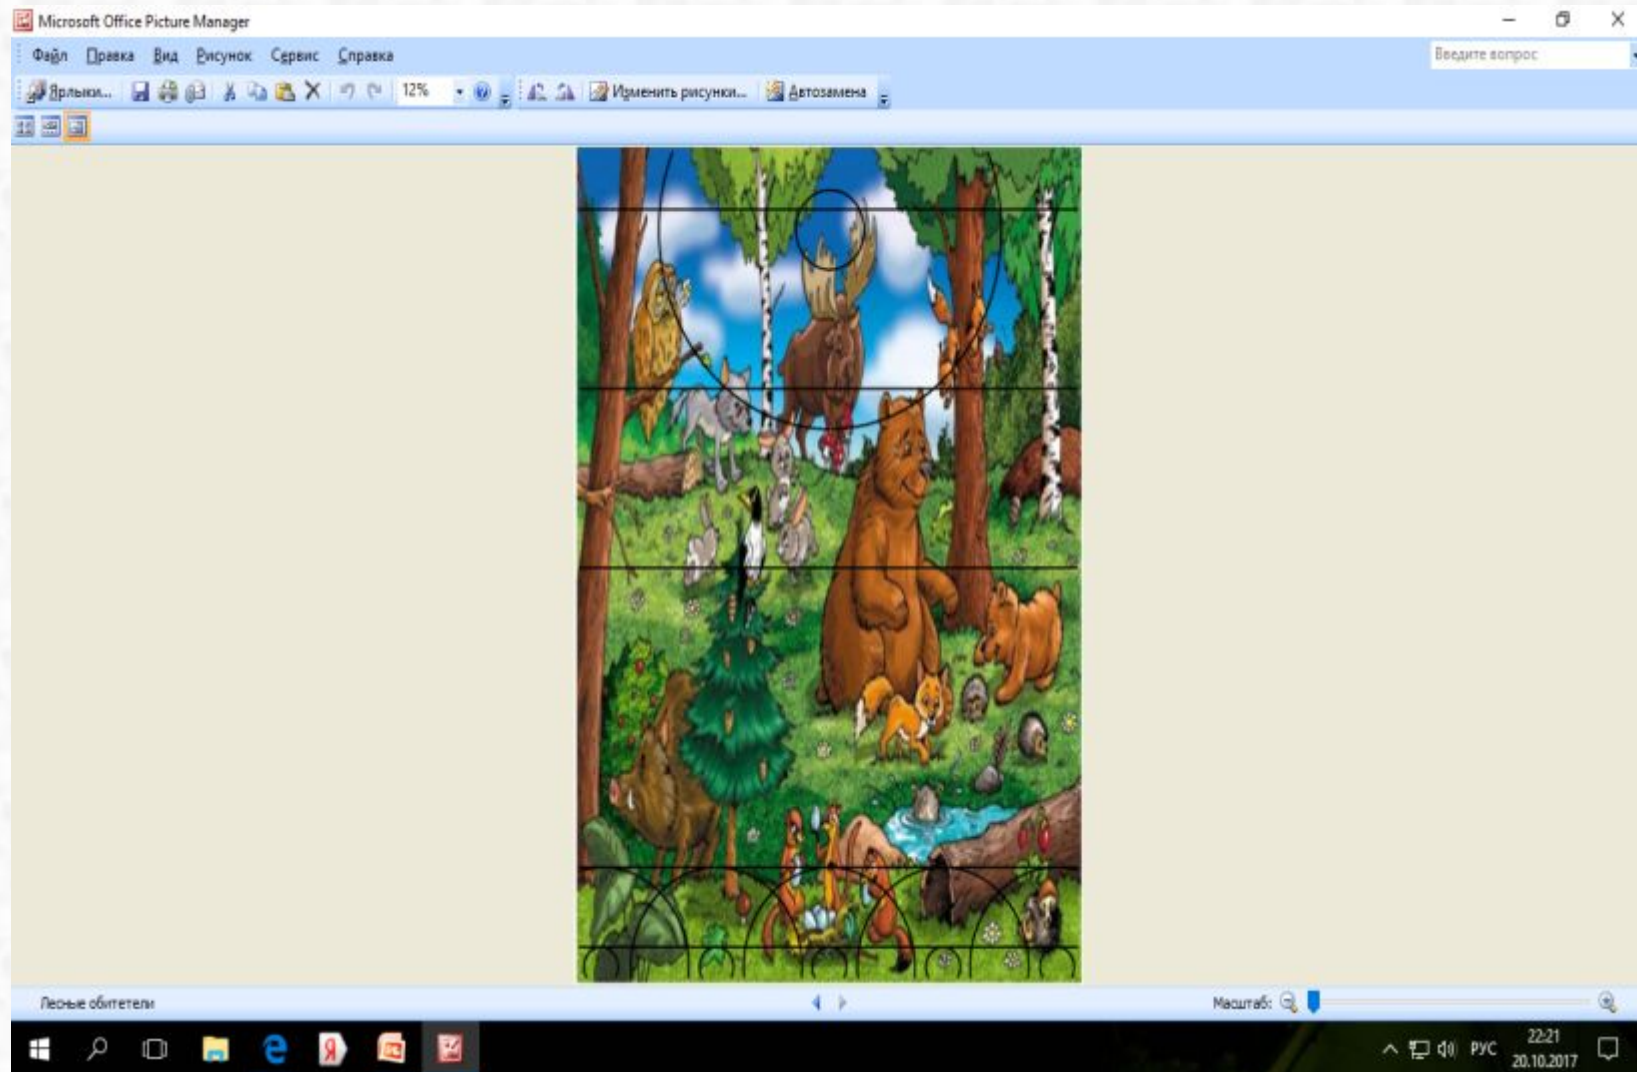 Microsoft Office Picture Manager
Файл Правка Вид Рисунок Сервис Справка
Введите вопрос
Ярлыки... 12% Изменить рисунки... Автозамена
Лесные обитетели
Масштаб:
РУС
22:21
20.10.2017